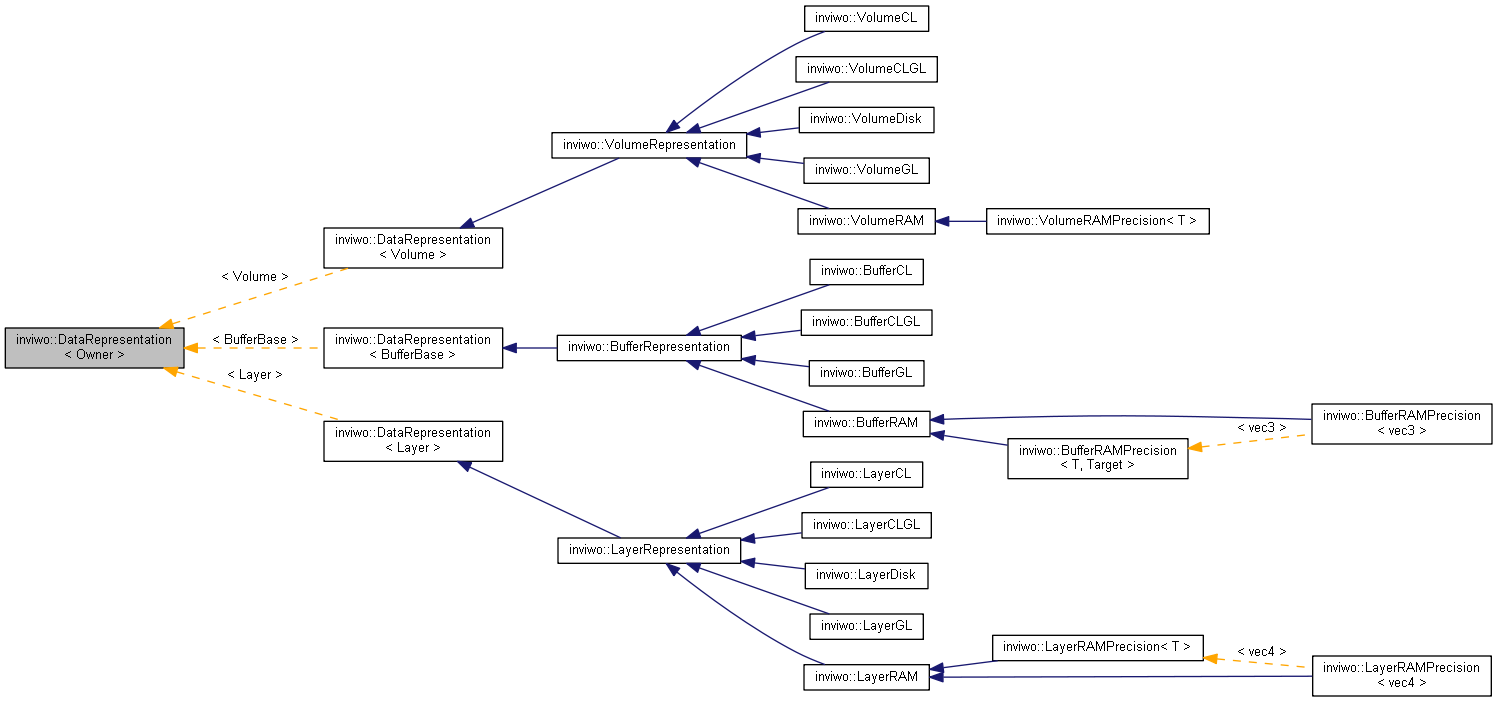 inviwo::VolumeCL
inviwo::VolumeCLGL
inviwo::VolumeDisk
inviwo::VolumeRepresentation
inviwo::VolumeGL
inviwo::VolumeRAM
inviwo::VolumeRAMPrecision< T >
inviwo::DataRepresentation
< Volume >
< Volume >
inviwo::BufferCL
inviwo::BufferCLGL
inviwo::DataRepresentation
< Owner >
< BufferBase >
inviwo::DataRepresentation
< BufferBase >
inviwo::BufferRepresentation
inviwo::BufferGL
< Layer >
inviwo::BufferRAM
inviwo::BufferRAMPrecision
< vec3 >
< vec3 >
inviwo::BufferRAMPrecision
< T, Target >
inviwo::DataRepresentation
< Layer >
inviwo::LayerCL
inviwo::LayerCLGL
inviwo::LayerRepresentation
inviwo::LayerDisk
inviwo::LayerGL
inviwo::LayerRAMPrecision< T >
< vec4 >
inviwo::LayerRAM
inviwo::LayerRAMPrecision
< vec4 >